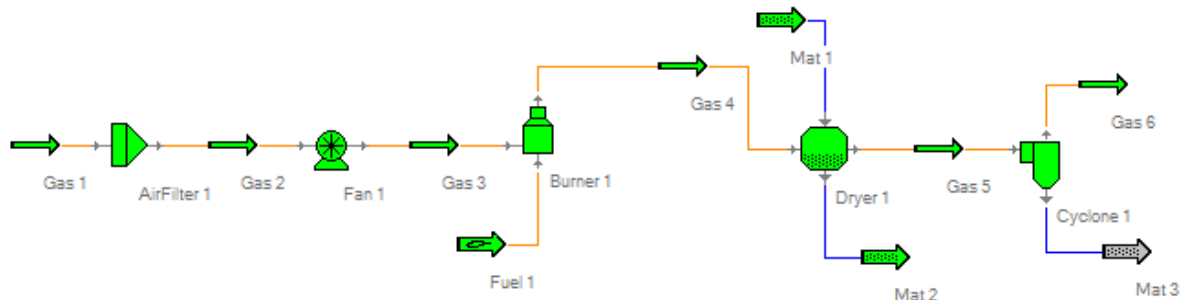 Mat 1
Gas 4
Gas 6
Gas 1
AirFilter 1
Gas 2
Fan 1
Gas 3
Burner 1
Dryer 1
Gas 5
Cyclone 1
Fuel 1
Mat 2
Mat 3